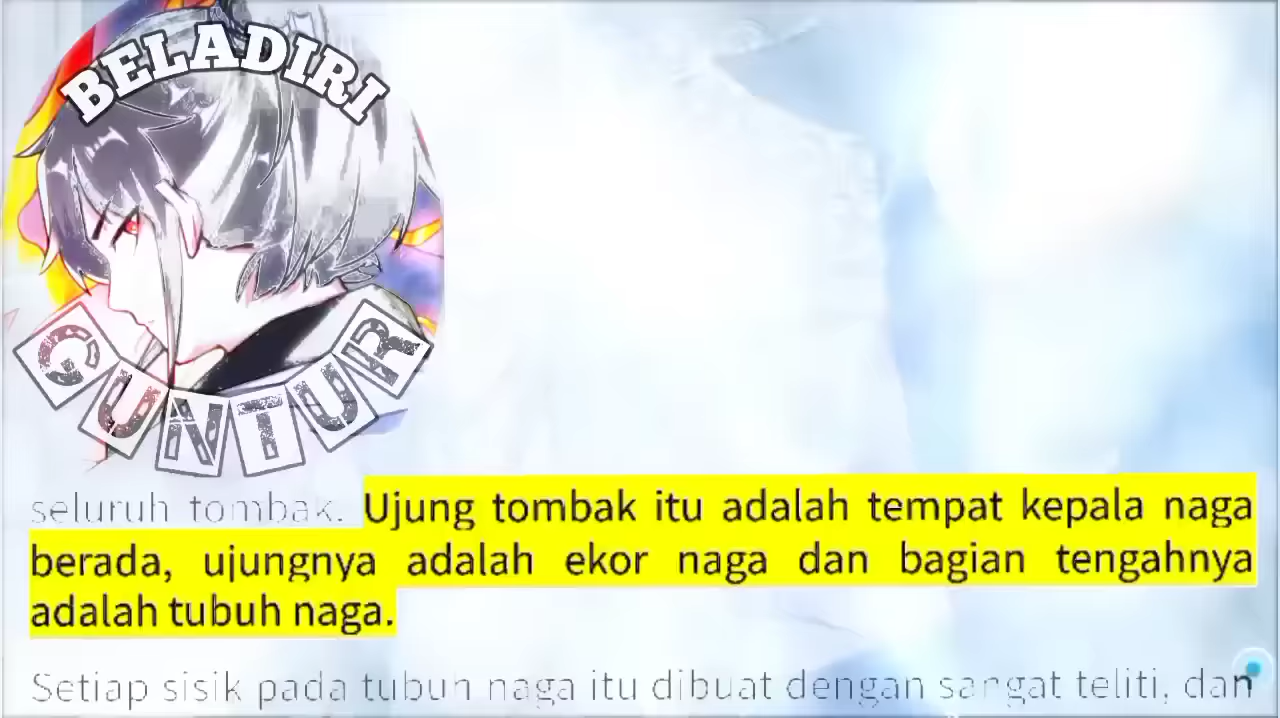 BELADIRI
GUNTUR
seluruh tombak. Ujung tombak itu adalah tempat kepala naga
berada, ujungnya adalah ekor naga dan bagian tengahnya
adalah tubuh naga.
Setiap sisik pada tubuh naga itu dibuat dengan sangat teliti, dan